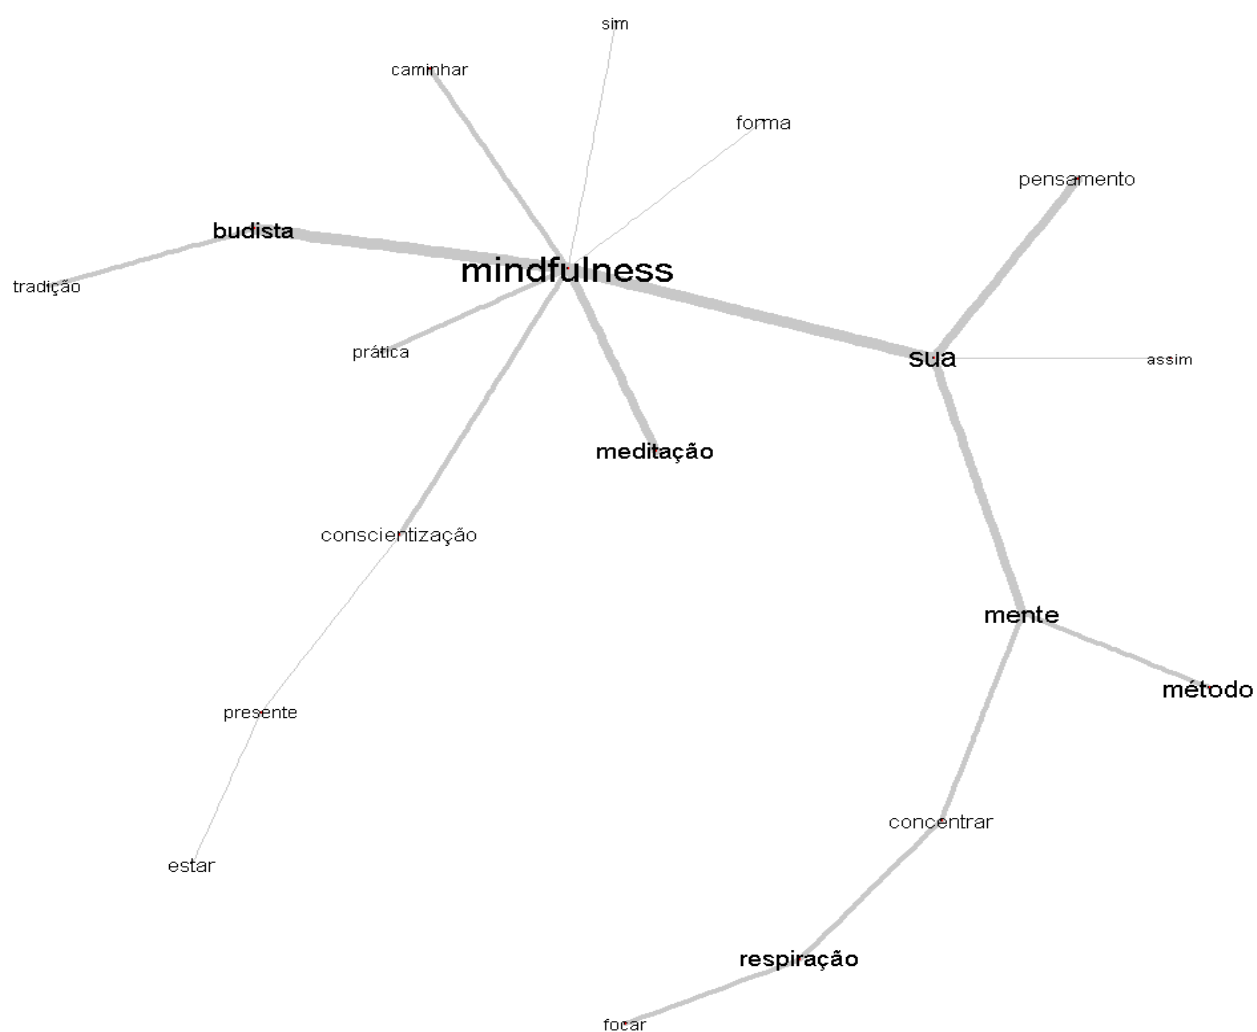 sim
caminhar
forma
pensamento
budista
mindfulness
tradição
prática
sua
assim
meditação
conscientização
mente
método
presente
concentrar
estar
respiração
focar